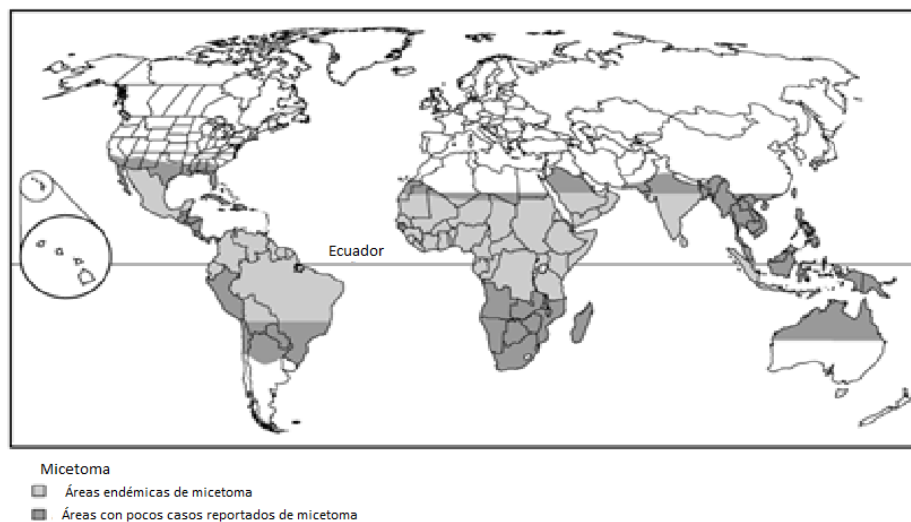 Ecuador
Micetoma
Áreas endémicas de micetoma
Áreas con pocos casos reportados de micetoma